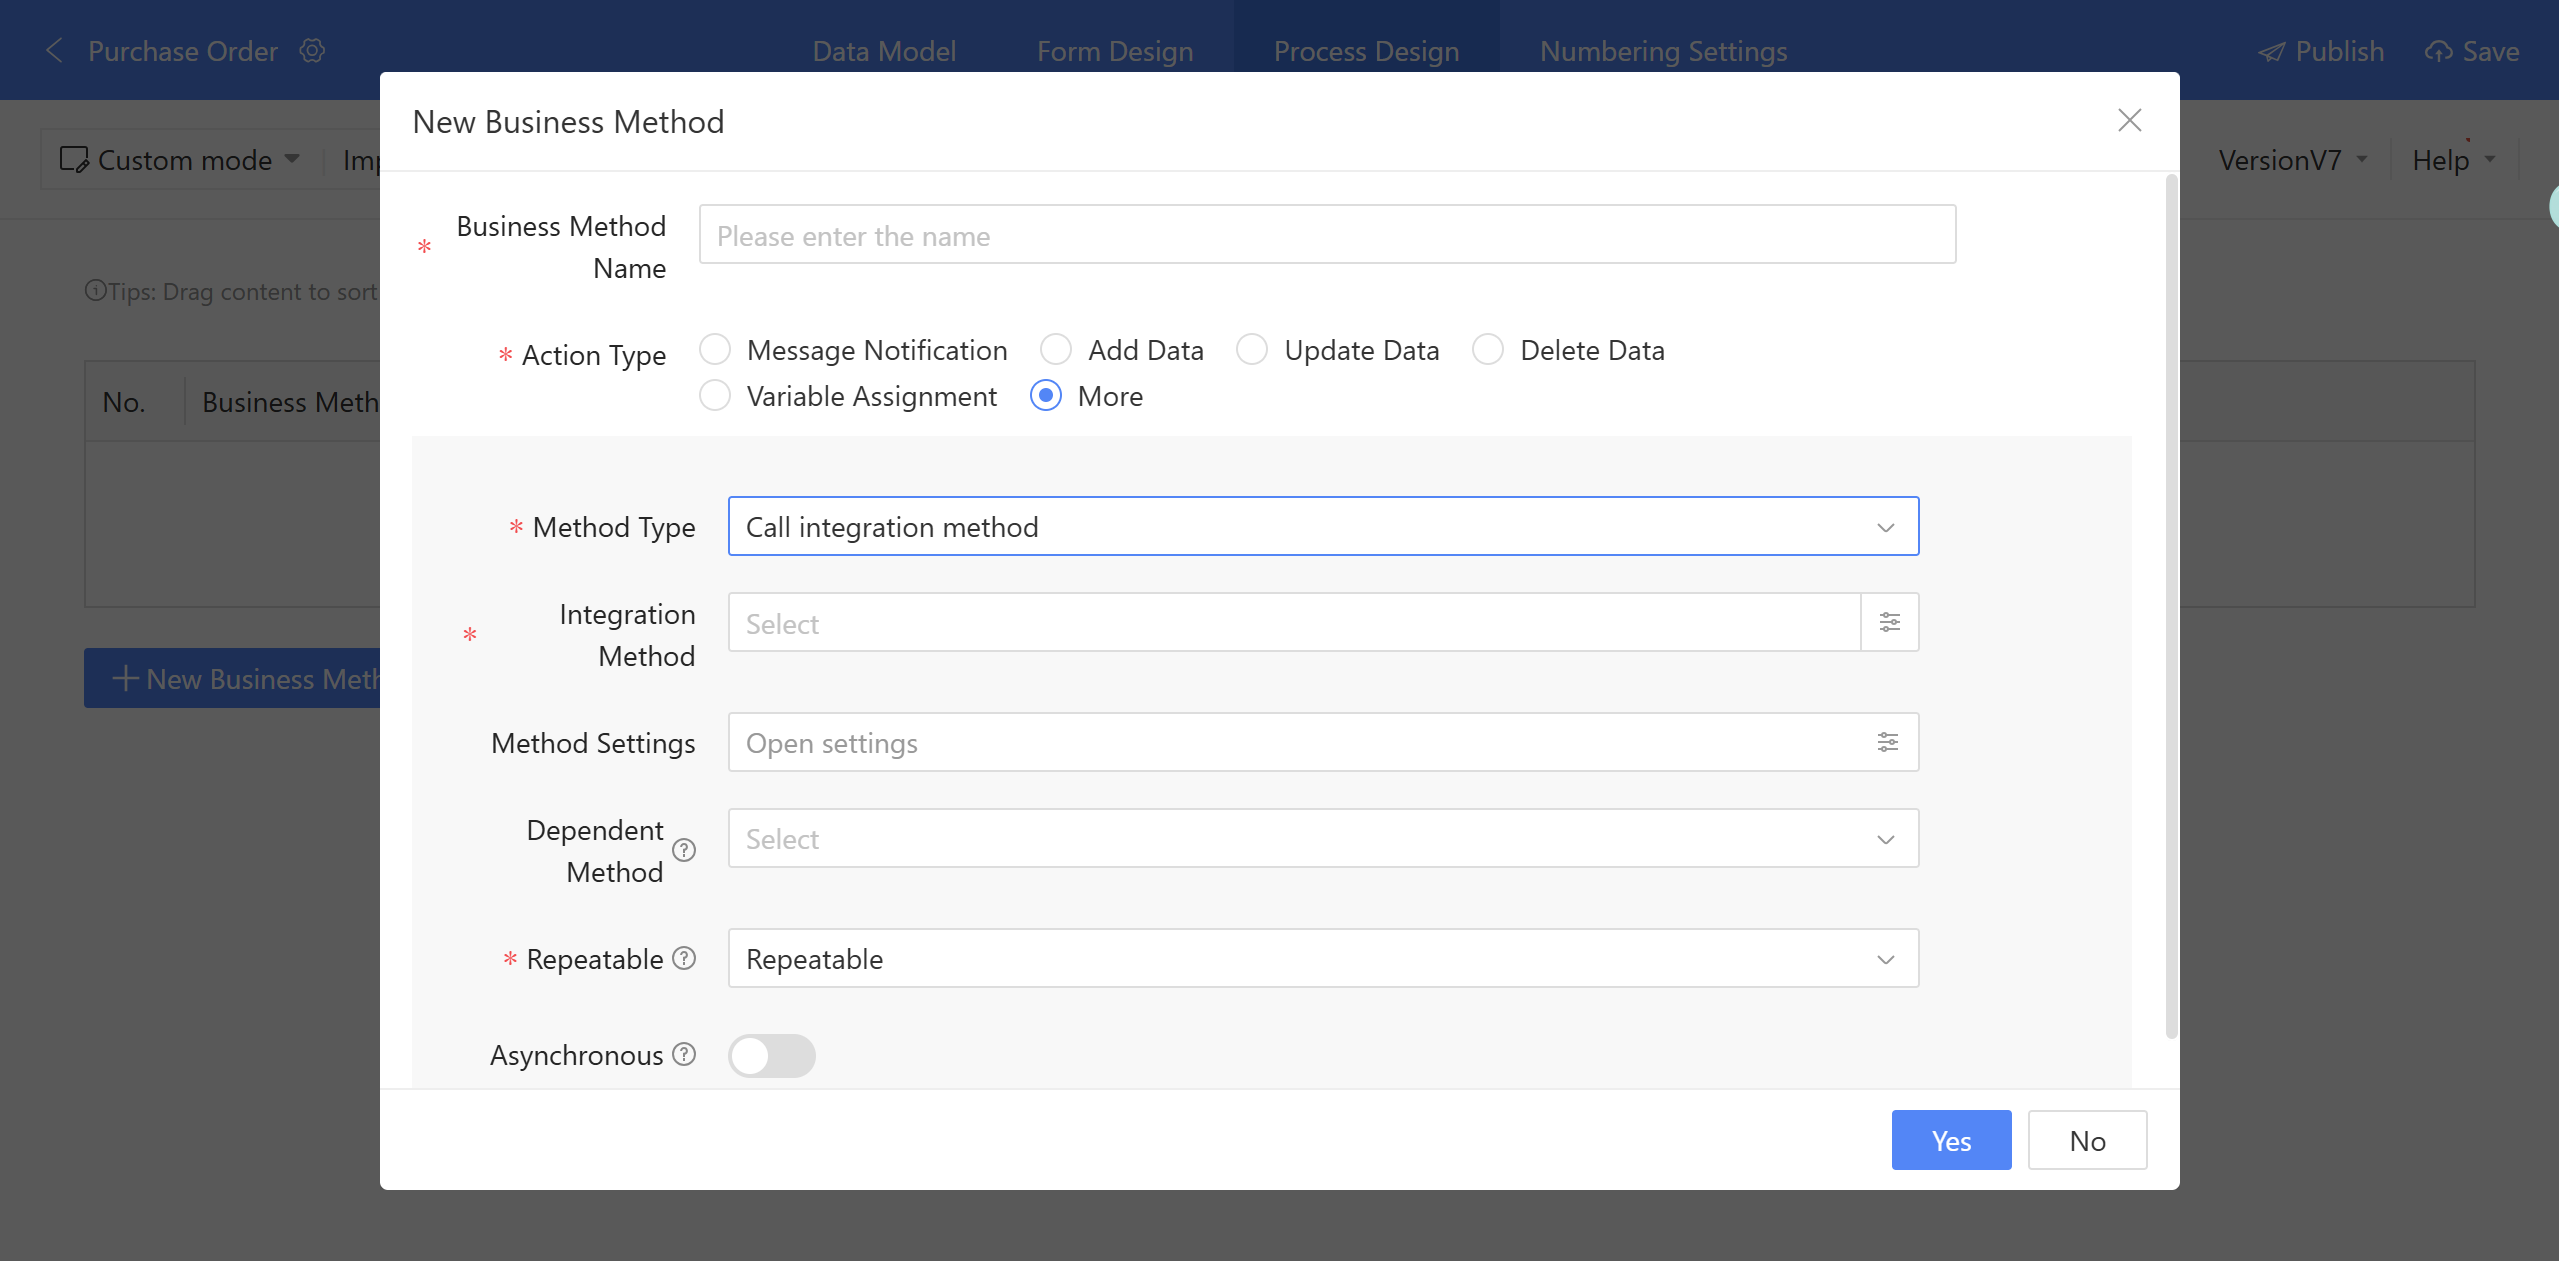 Purchase Order
Data Model
Form Design
Process Design
Numbering Settings
Publish
Save
New Business Method
Custom mode
Imp
VersionV7
Help
* Business Method
Name
Please enter the name
Tips: Drag content to sort
* Action Type
Message Notification
Add Data
Update Data
Delete Data
Variable Assignment
More
No.
Business Meth
* Method Type
Call integration method
* Integration
Method
Select
New Business Meth
Method Settings
Open settings
Dependent
Method
Select
* Repeatable
Repeatable
Asynchronous
Yes
No